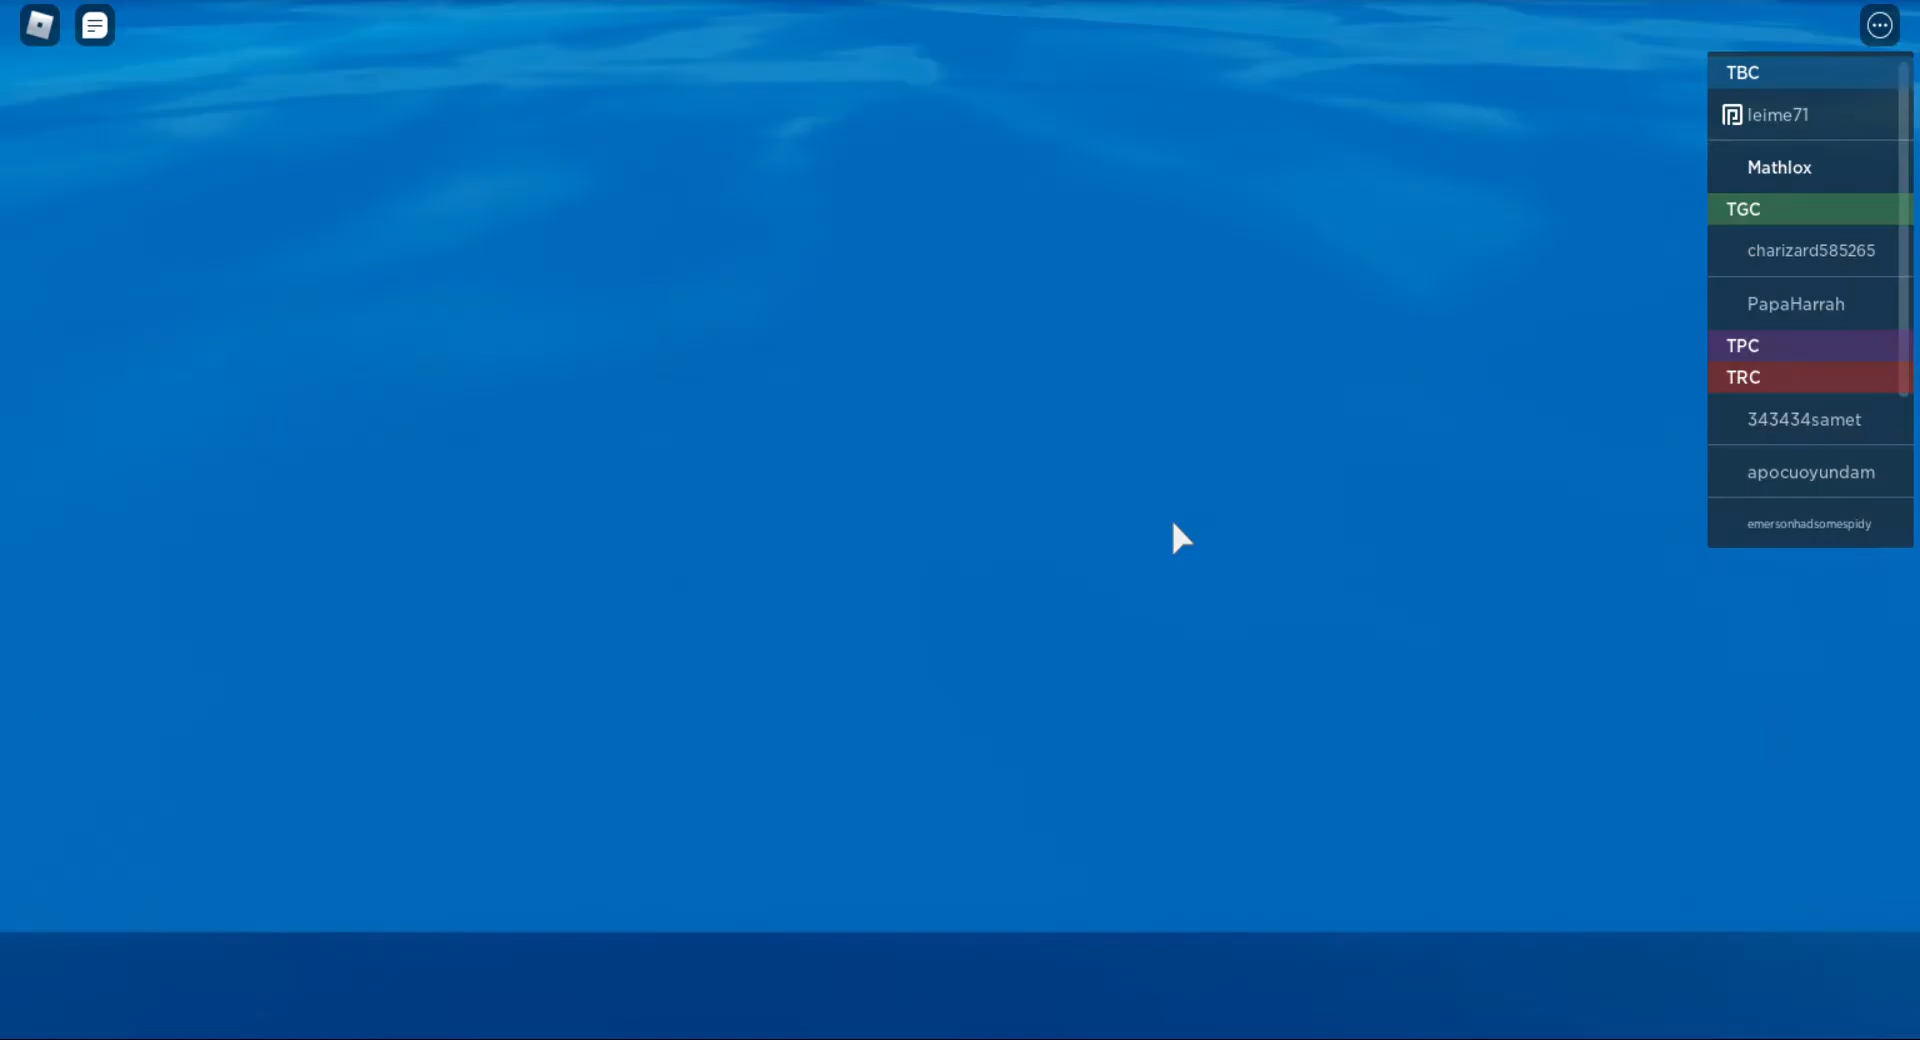 TBC
leime71
Mathlox
TGC
charizard585265
PapaHarrah
TPC
TRC
343434samet
apocuoyundam
emersonhadsomespidy